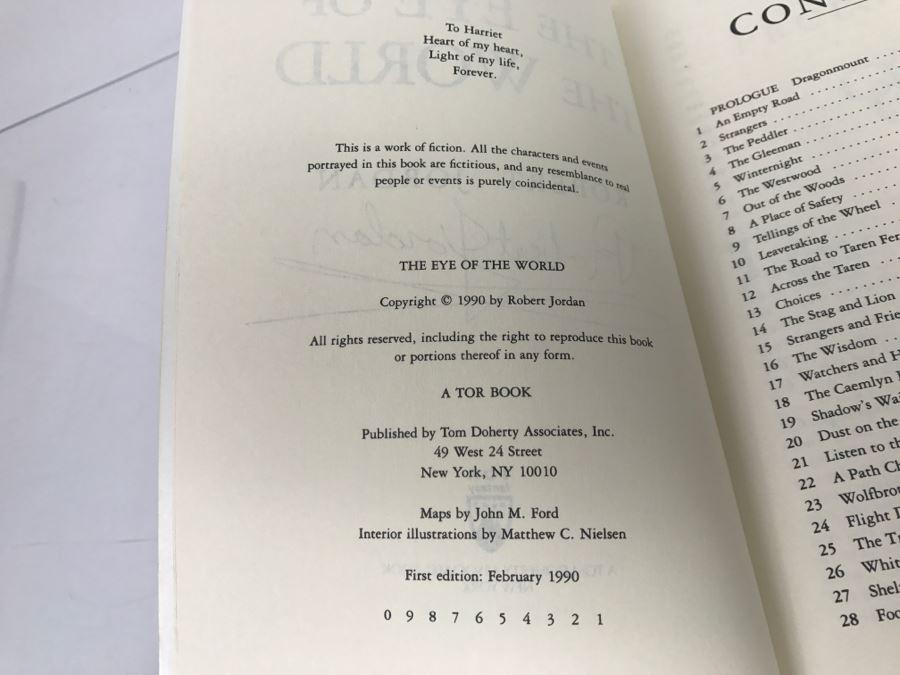 To Harriet
Heart of my heart,
Light of my life,
Forever.
This is a work of fiction. All the characters and events
portrayed in this book are fictitious, and any resemblance to real
people or events is purely coincidental.
THE EYE OF THE WORLD
Copyright © 1990 by Robert Jordan
All rights reserved, including the right to reproduce this book
or portions thereof in any form.
A TOR BOOK
Published by Tom Doherty Associates, Inc.
49 West 24 Street
New York, NY 10010
Maps by John M. Ford
Interior illustrations by Matthew C. Nielsen
First edition: February 1990
0 9 8 7 6 5 4 3 2 1
CON
PROLOGUE Dragonmount
1 An Empty Road
2 Strangers
3 The Peddler
4 The Gleeman
5 Winternight
6 The Westwood
7 Out of the Woods
8 A Place of Safety
9 Tellings of the Wheel
10 Leavetaking
11 The Road to Taren Fer
12 Across the Taren
13 Choices
14 The Stag and Lion
15 Strangers and Frie
16 The Wisdom
17 Watchers and H
18 The Caemlyn
19 Shadow's Wai
20 Dust on the
21 Listen to th
22 A Path Ch
23 Wolfbro
24 Flight
25 The T
26 Whit
27 Shel
28 Foo